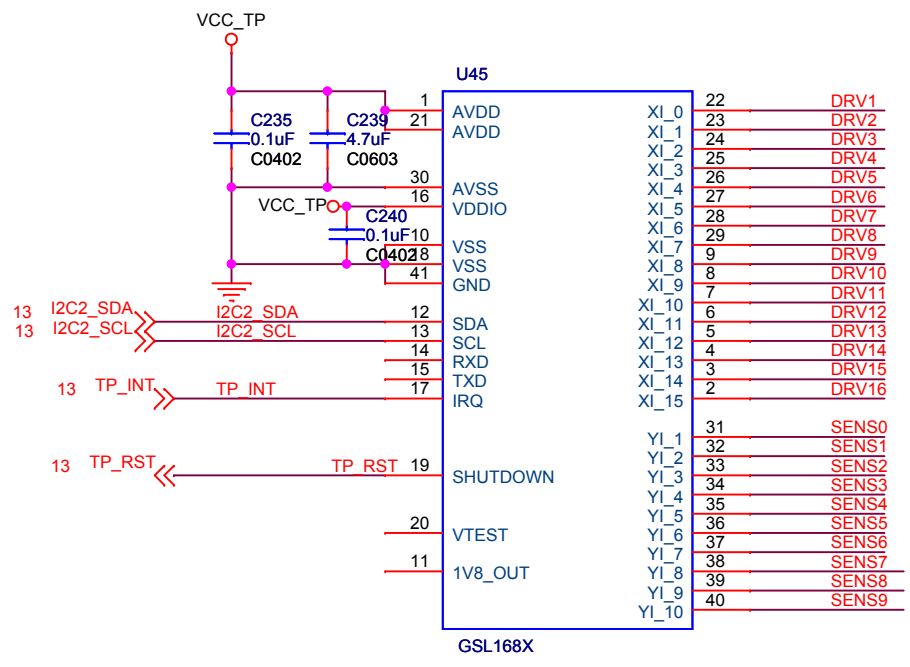 VCC_TP
U45
C235
0.1uF
C0402
C239
4.7uF
C0603
1 AVDD
21 AVDD
30 AVSS
VCC_TP
16 VDDIO
C240
0.1uF
C0402
10 VSS
18 VSS
41 GND
13 I2C2_SDA I2C2_SDA 12 SDA
13 I2C2_SCL I2C2_SCL 13 SCL
14 RXD
15 TXD
13 TP_INT TP_INT 17 IRQ
13 TP_RST TP_RST 19 SHUTDOWN
20 VTEST
11 1V8_OUT
XI_0 22 DRV1
XI_1 23 DRV2
XI_2 24 DRV3
XI_3 25 DRV4
XI_4 26 DRV5
XI_5 27 DRV6
XI_6 28 DRV7
XI_7 29 DRV8
XI_8 9 DRV9
XI_9 8 DRV10
XI_10 7 DRV11
XI_11 6 DRV12
XI_12 5 DRV13
XI_13 4 DRV14
XI_14 3 DRV15
XI_15 2 DRV16
YI_1 31 SENS0
YI_2 32 SENS1
YI_3 33 SENS2
YI_4 34 SENS3
YI_5 35 SENS4
YI_6 36 SENS5
YI_7 37 SENS6
YI_8 38 SENS7
YI_9 39 SENS8
YI_10 40 SENS9
GSL168X